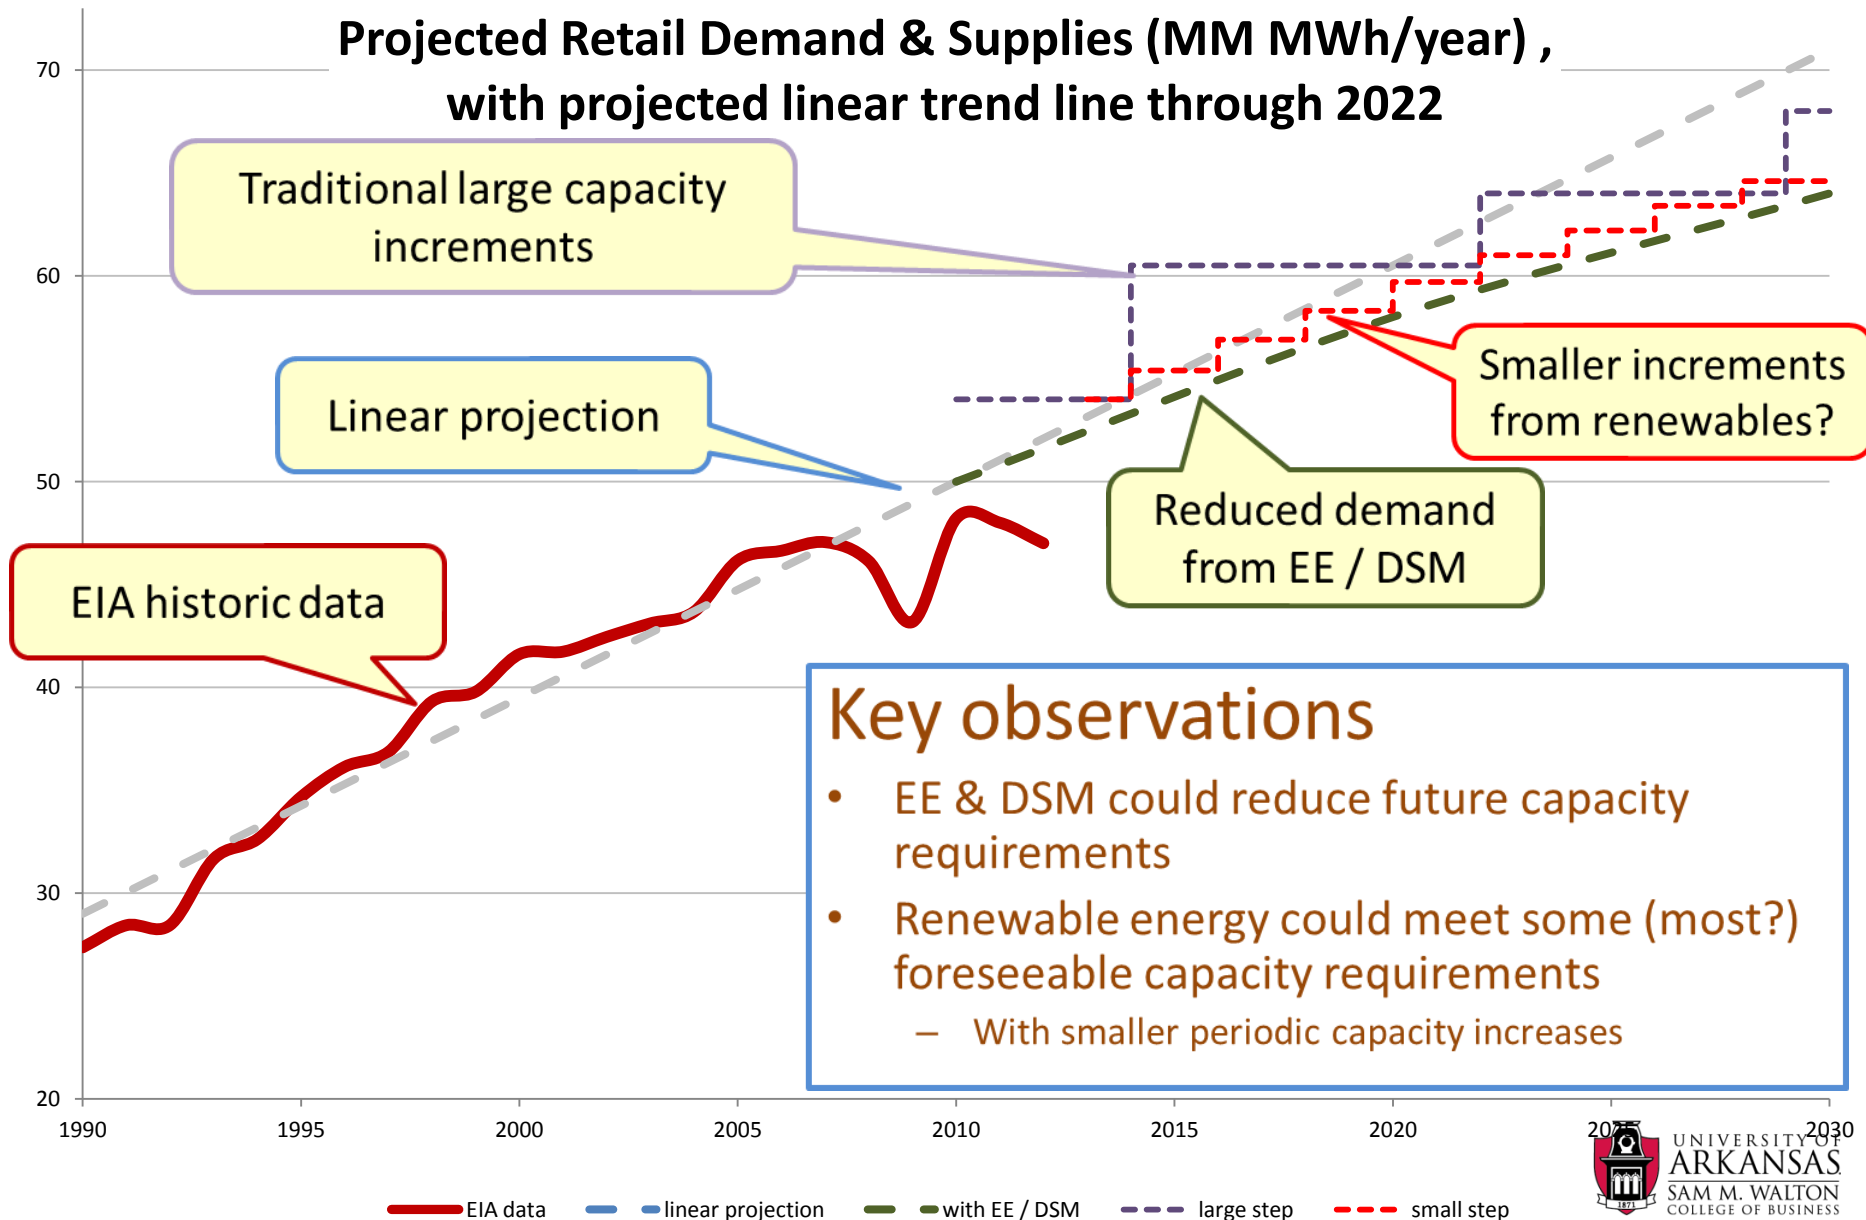 Projected Retail Demand & Supplies (MM MWh/year) ,
with projected linear trend line through 2022
70
60
50
40
30
20
Traditional large capacity
increments
Linear projection
EIA historic data
Smaller increments
from renewables?
Reduced demand
from EE / DSM
Key observations
• EE & DSM could reduce future capacity
requirements
• Renewable energy could meet some (most?)
foreseeable capacity requirements
– With smaller periodic capacity increases
1990 1995 2000 2005 2010 2015 2020 2030
UNIVERSITY OF
ARKANSAS
SAM M. WALTON
COLLEGE OF BUSINESS
1871
EIA data linear projection with EE / DSM large step small step